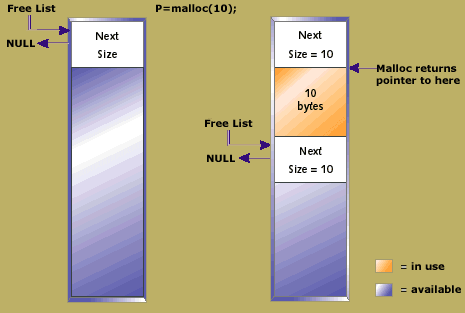 Free List
P=malloc(10);
NULL
Next
Size
Next
Size = 10
Malloc returns
pointer to here
10
bytes
Free List
NULL
Next
Size = 10
= in use
= available